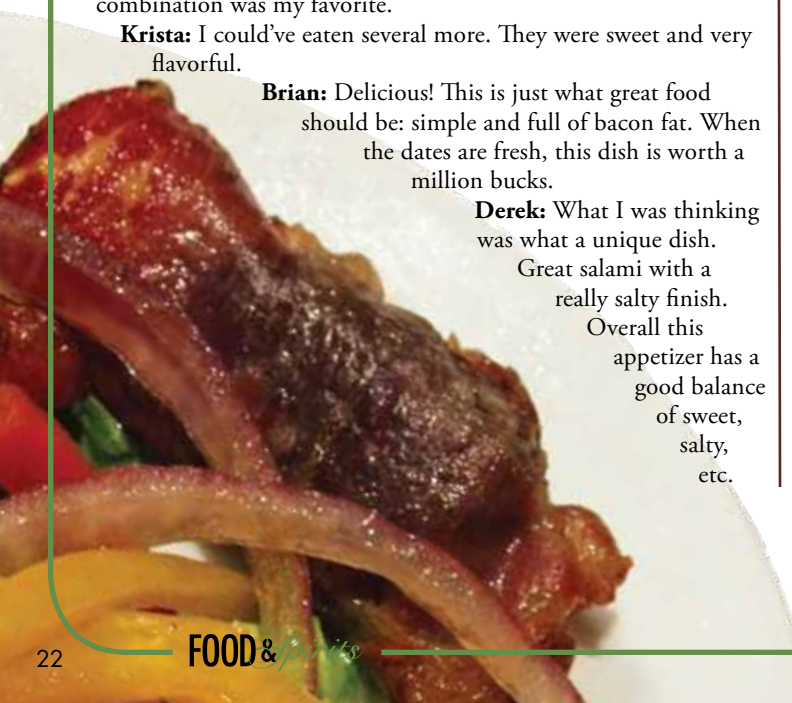 combination was my favorite.
Krista: I could’ve eaten several more. They were sweet and very
flavorful.
Brian: Delicious! This is just what great food
should be: simple and full of bacon fat. When
the dates are fresh, this dish is worth a
million bucks.
Derek: What I was thinking
was what a unique dish.
Great salami with a
really salty finish.
Overall this
appetizer has a
good balance
of sweet,
salty,
etc.
22
FOOD & Spirits